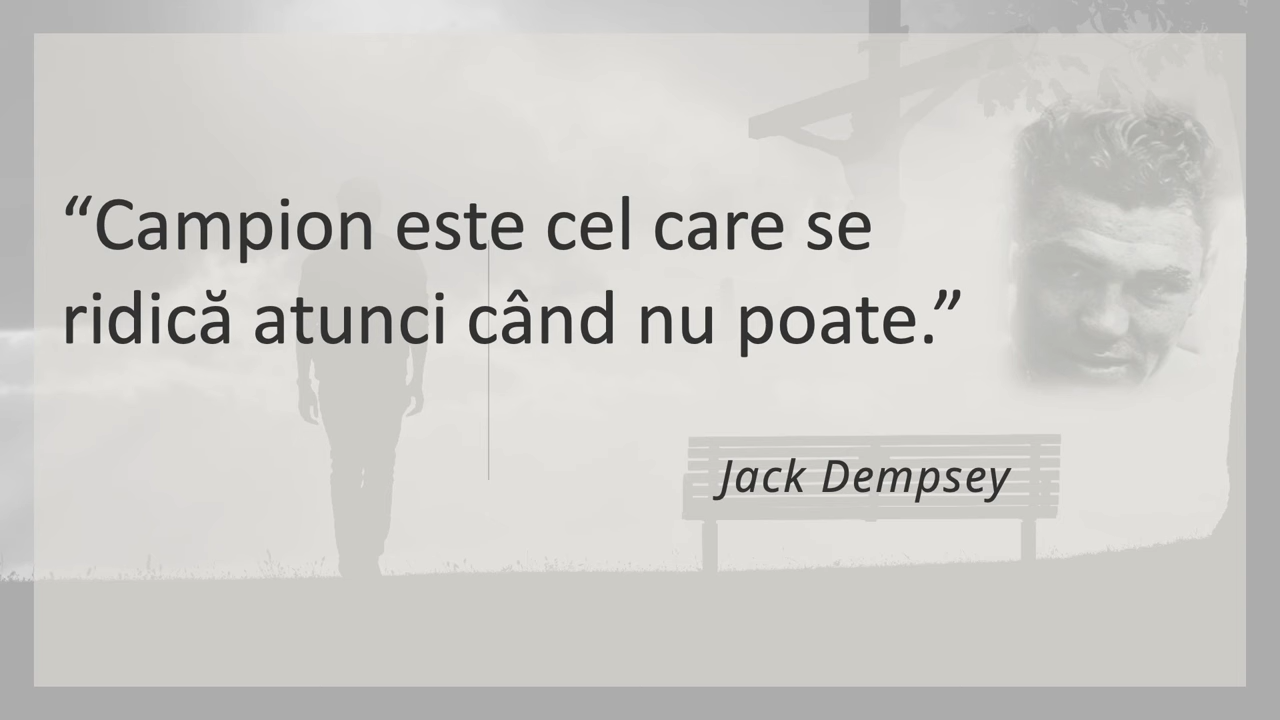 “Campion este cel care se
ridică atunci când nu poate.”
Jack Dempsey